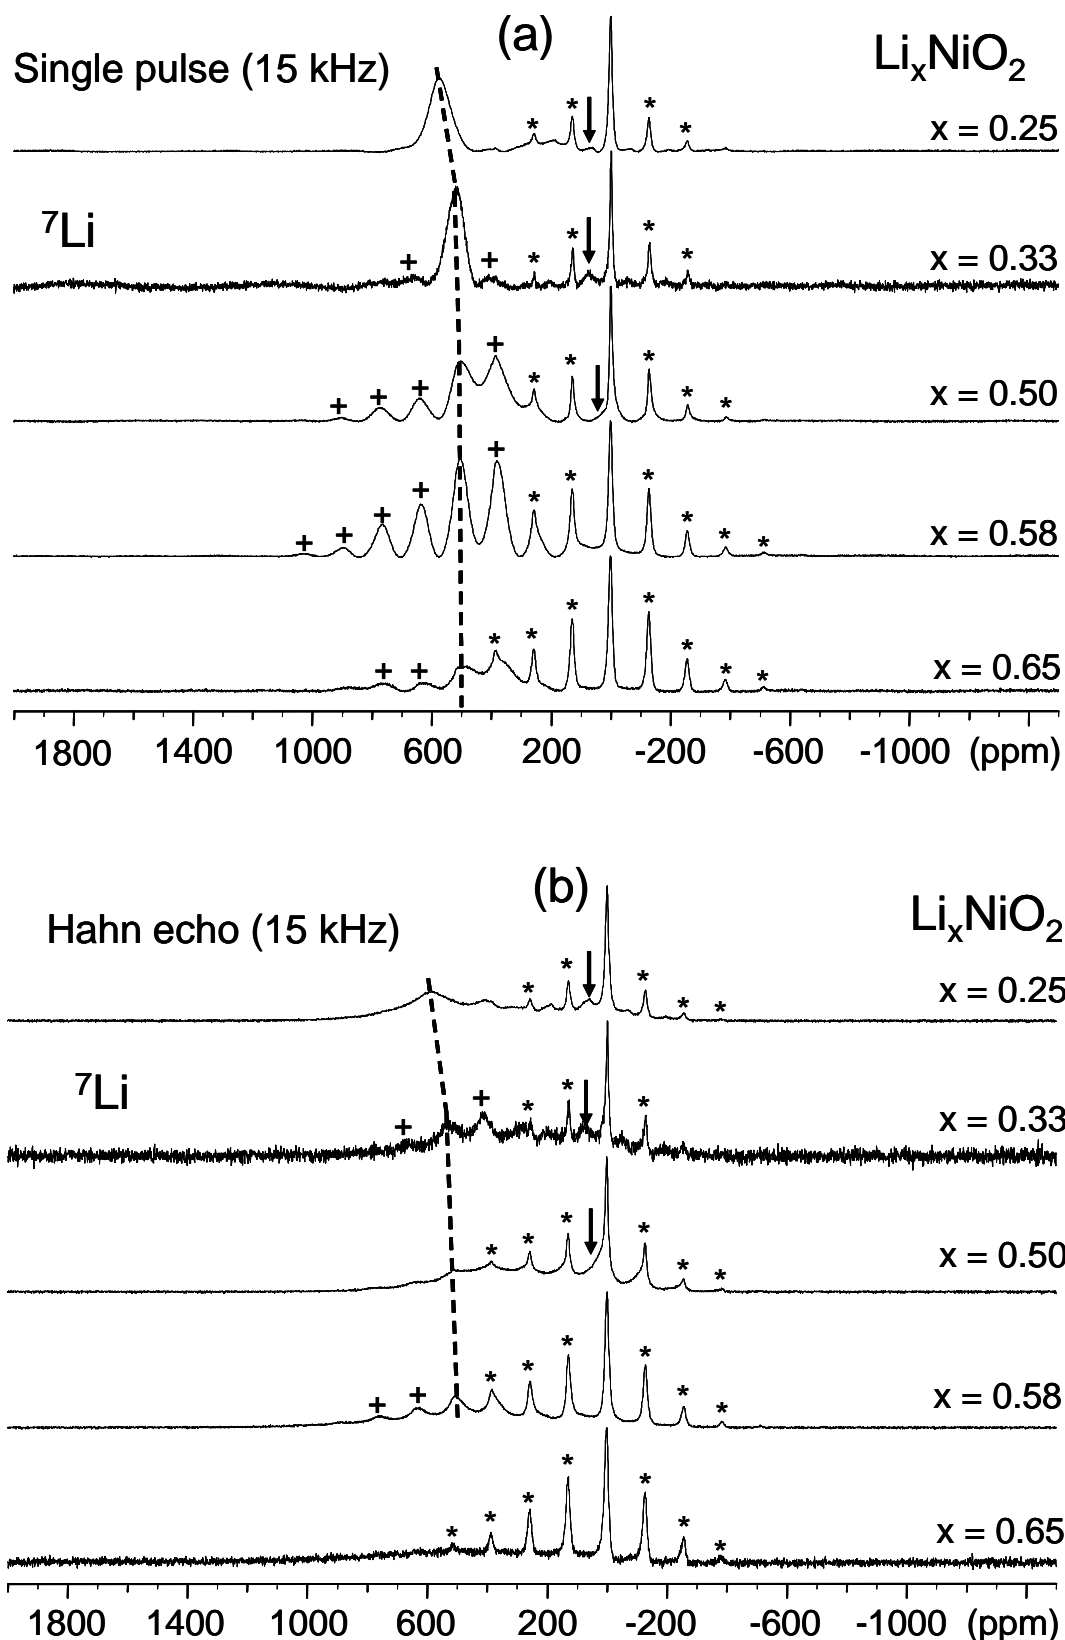 (a)
Single pulse (15 kHz)
LiₓNiO₂
* * * *
x = 0.25
⁷Li
+ + * * * *
x = 0.33
+ + + + * * * * *
x = 0.50
+ + + + + * * * * * *
x = 0.58
+ + * * * * * * *
x = 0.65
1800 1400 1000 600 200 -200 -600 -1000 (ppm)
(b)
Hahn echo (15 kHz)
LiₓNiO₂
* * * * *
x = 0.25
⁷Li
+ + * * *
x = 0.33
* * * * * *
x = 0.50
+ + * * * * * *
x = 0.58
* * * * * * *
x = 0.65
1800 1400 1000 600 200 -200 -600 -1000 (ppm)